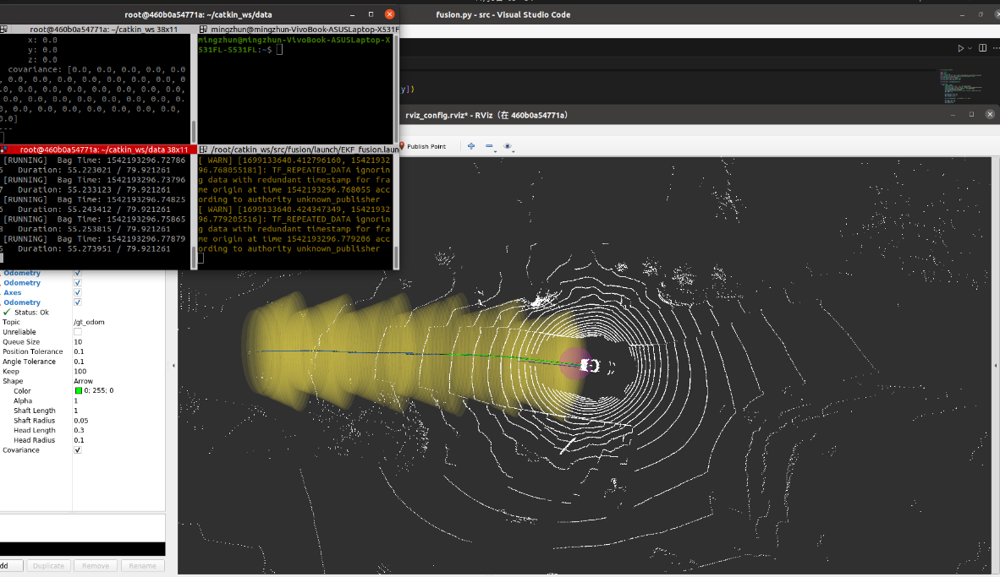 root@460b0a54771a: ~/catkin_ws/data
fusion.py - src - Visual Studio Code
root@460b0a54771a: ~/catkin_ws 38x11
x: 0.0
y: 0.0
z: 0.0
covariance: [0.0, 0.0, 0.0, 0.0, 0.0
, 0.0, 0.0, 0.0, 0.0, 0.0, 0.0, 0.0,
0.0, 0.0, 0.0, 0.0, 0.0, 0.0, 0.0, 0.
0, 0.0, 0.0, 0.0, 0.0, 0.0, 0.0, 0.0,
0.0, 0.0, 0.0, 0.0, 0.0, 0.0, 0.0,
0.0]
---
mingzhun@mingzhun-VivoBook-ASUSLaptop-X531F
mingzhun@mingzhun-VivoBook-ASUSLaptop-X
531FL-S531FL:~$
root@460b0a54771a: ~/catkin_ws/data 38x11
[RUNNING]  Bag Time: 1542193296.72786
Duration: 55.223021 / 79.921261
[RUNNING]  Bag Time: 1542193296.73796
Duration: 55.233123 / 79.921261
[RUNNING]  Bag Time: 1542193296.74825
Duration: 55.243412 / 79.921261
[RUNNING]  Bag Time: 1542193296.75865
Duration: 55.253815 / 79.921261
[RUNNING]  Bag Time: 1542193296.77879
Duration: 55.273951 / 79.921261
/root/catkin_ws/src/fusion/launch/EKF_fusion.laun
[ WARN] [1699133640.412796160, 15421932
96.768055181]: TF_REPEATED_DATA ignorin
g data with redundant timestamp for fra
me origin at time 1542193296.768055 acc
ording to authority unknown_publisher
[ WARN] [1699133640.424347349, 15421932
96.779205516]: TF_REPEATED_DATA ignorin
g data with redundant timestamp for fra
me origin at time 1542193296.779206 acc
ording to authority unknown_publisher
y])
rviz_config.rviz* - RViz（在 460b0a54771a）
Publish Point
Odometry
Odometry
Axes
Odometry
Status: Ok
Topic /gt_odom
Unreliable
Queue Size 10
Position Tolerance 0.1
Angle Tolerance 0.1
Keep 100
Shape Arrow
Color 0; 255; 0
Alpha 1
Shaft Length 1
Shaft Radius 0.05
Head Length 0.3
Head Radius 0.1
Covariance
dd Duplicate Remove Rename